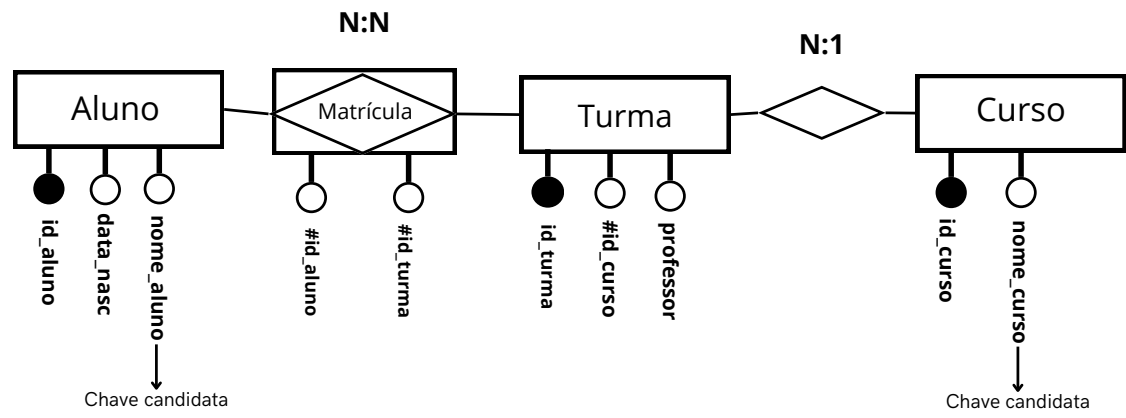 N:N
N:1
Aluno
Matrícula
Turma
Curso
id_aluno
data_nasc
nome_aluno
#id_aluno
#id_turma
id_turma
#id_curso
professor
id_curso
nome_curso
Chave candidata
Chave candidata